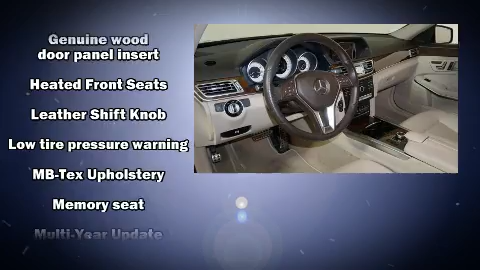 Genuine wood
door panel insert
Heated Front Seats
Leather Shift Knob
Low tire pressure warning
MB-Tex Upholstery
Memory seat
Multi-Year Update